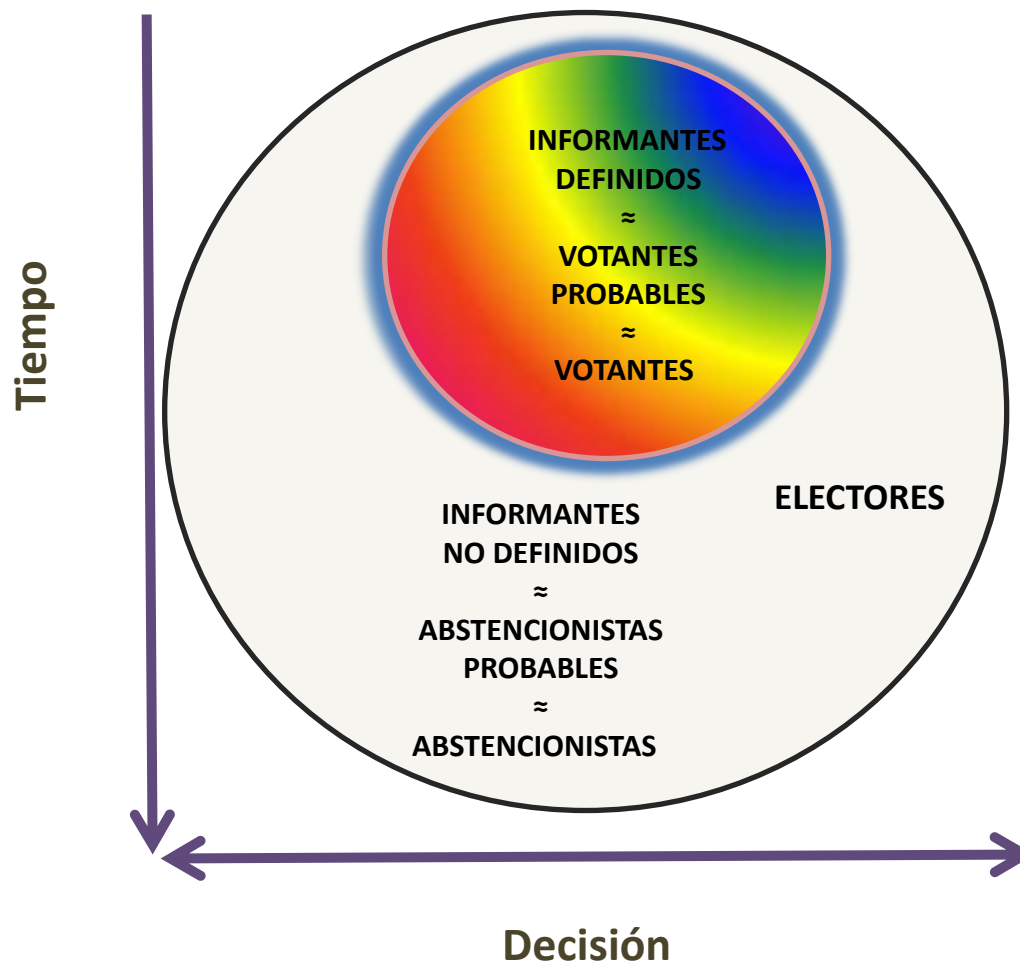 Tiempo
INFORMANTES
DEFINIDOS
≈
VOTANTES
PROBABLES
≈
VOTANTES
ELECTORES
INFORMANTES
NO DEFINIDOS
≈
ABSTENCIONISTAS
PROBABLES
≈
ABSTENCIONISTAS
Decisión